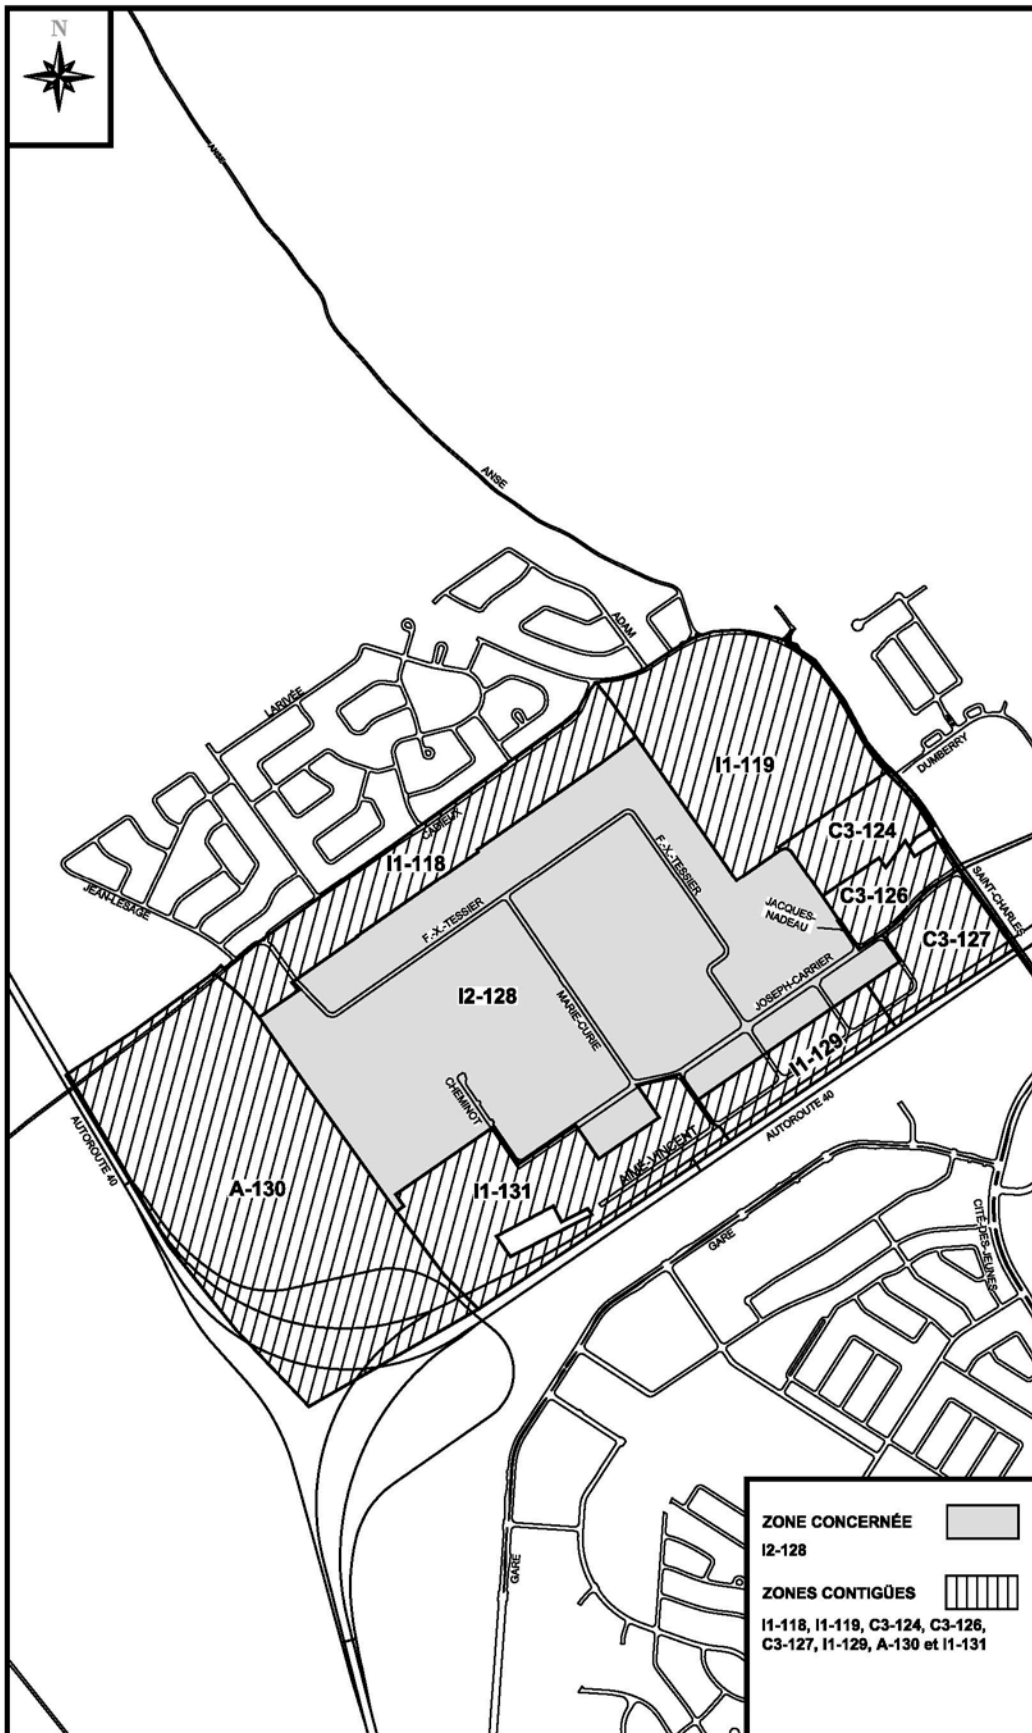 N
ANSE
ANSE
ADAM
LARIVÉE
DUMBERRY
I1-119
CADIEUX
C3-124
I1-118
F.-X.-TESSIER
JEAN-LESAGE
C3-126
SAINT-CHARLES
JACQUES-
NADEAU
F.-X.-TESSIER
C3-127
JOSEPH-CARRIER
I2-128
MARIE-CURIE
I1-129
CHEMINOT
AUTOROUTE 40
AUTOROUTE 40
AIMÉ-VINCENT
A-130
I1-131
GARE
CITÉ-DES-JEUNES
GARE
ZONE CONCERNÉE
I2-128
ZONES CONTIGÜES
I1-118, I1-119, C3-124, C3-126,
C3-127, I1-129, A-130 et I1-131